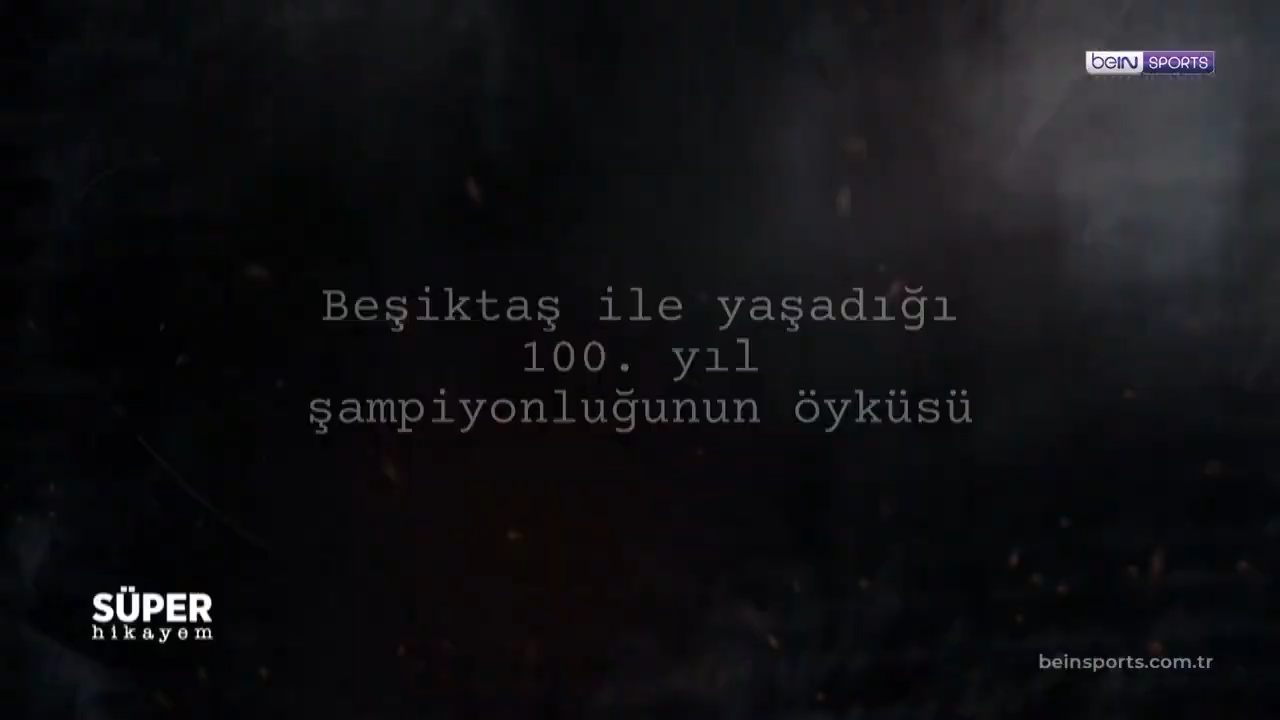 beIN SPORTS
Beşiktaş ile yaşadığı
100. yıl
şampiyonluğunun öyküsü
SÜPER
hikayem
beinsports.com.tr